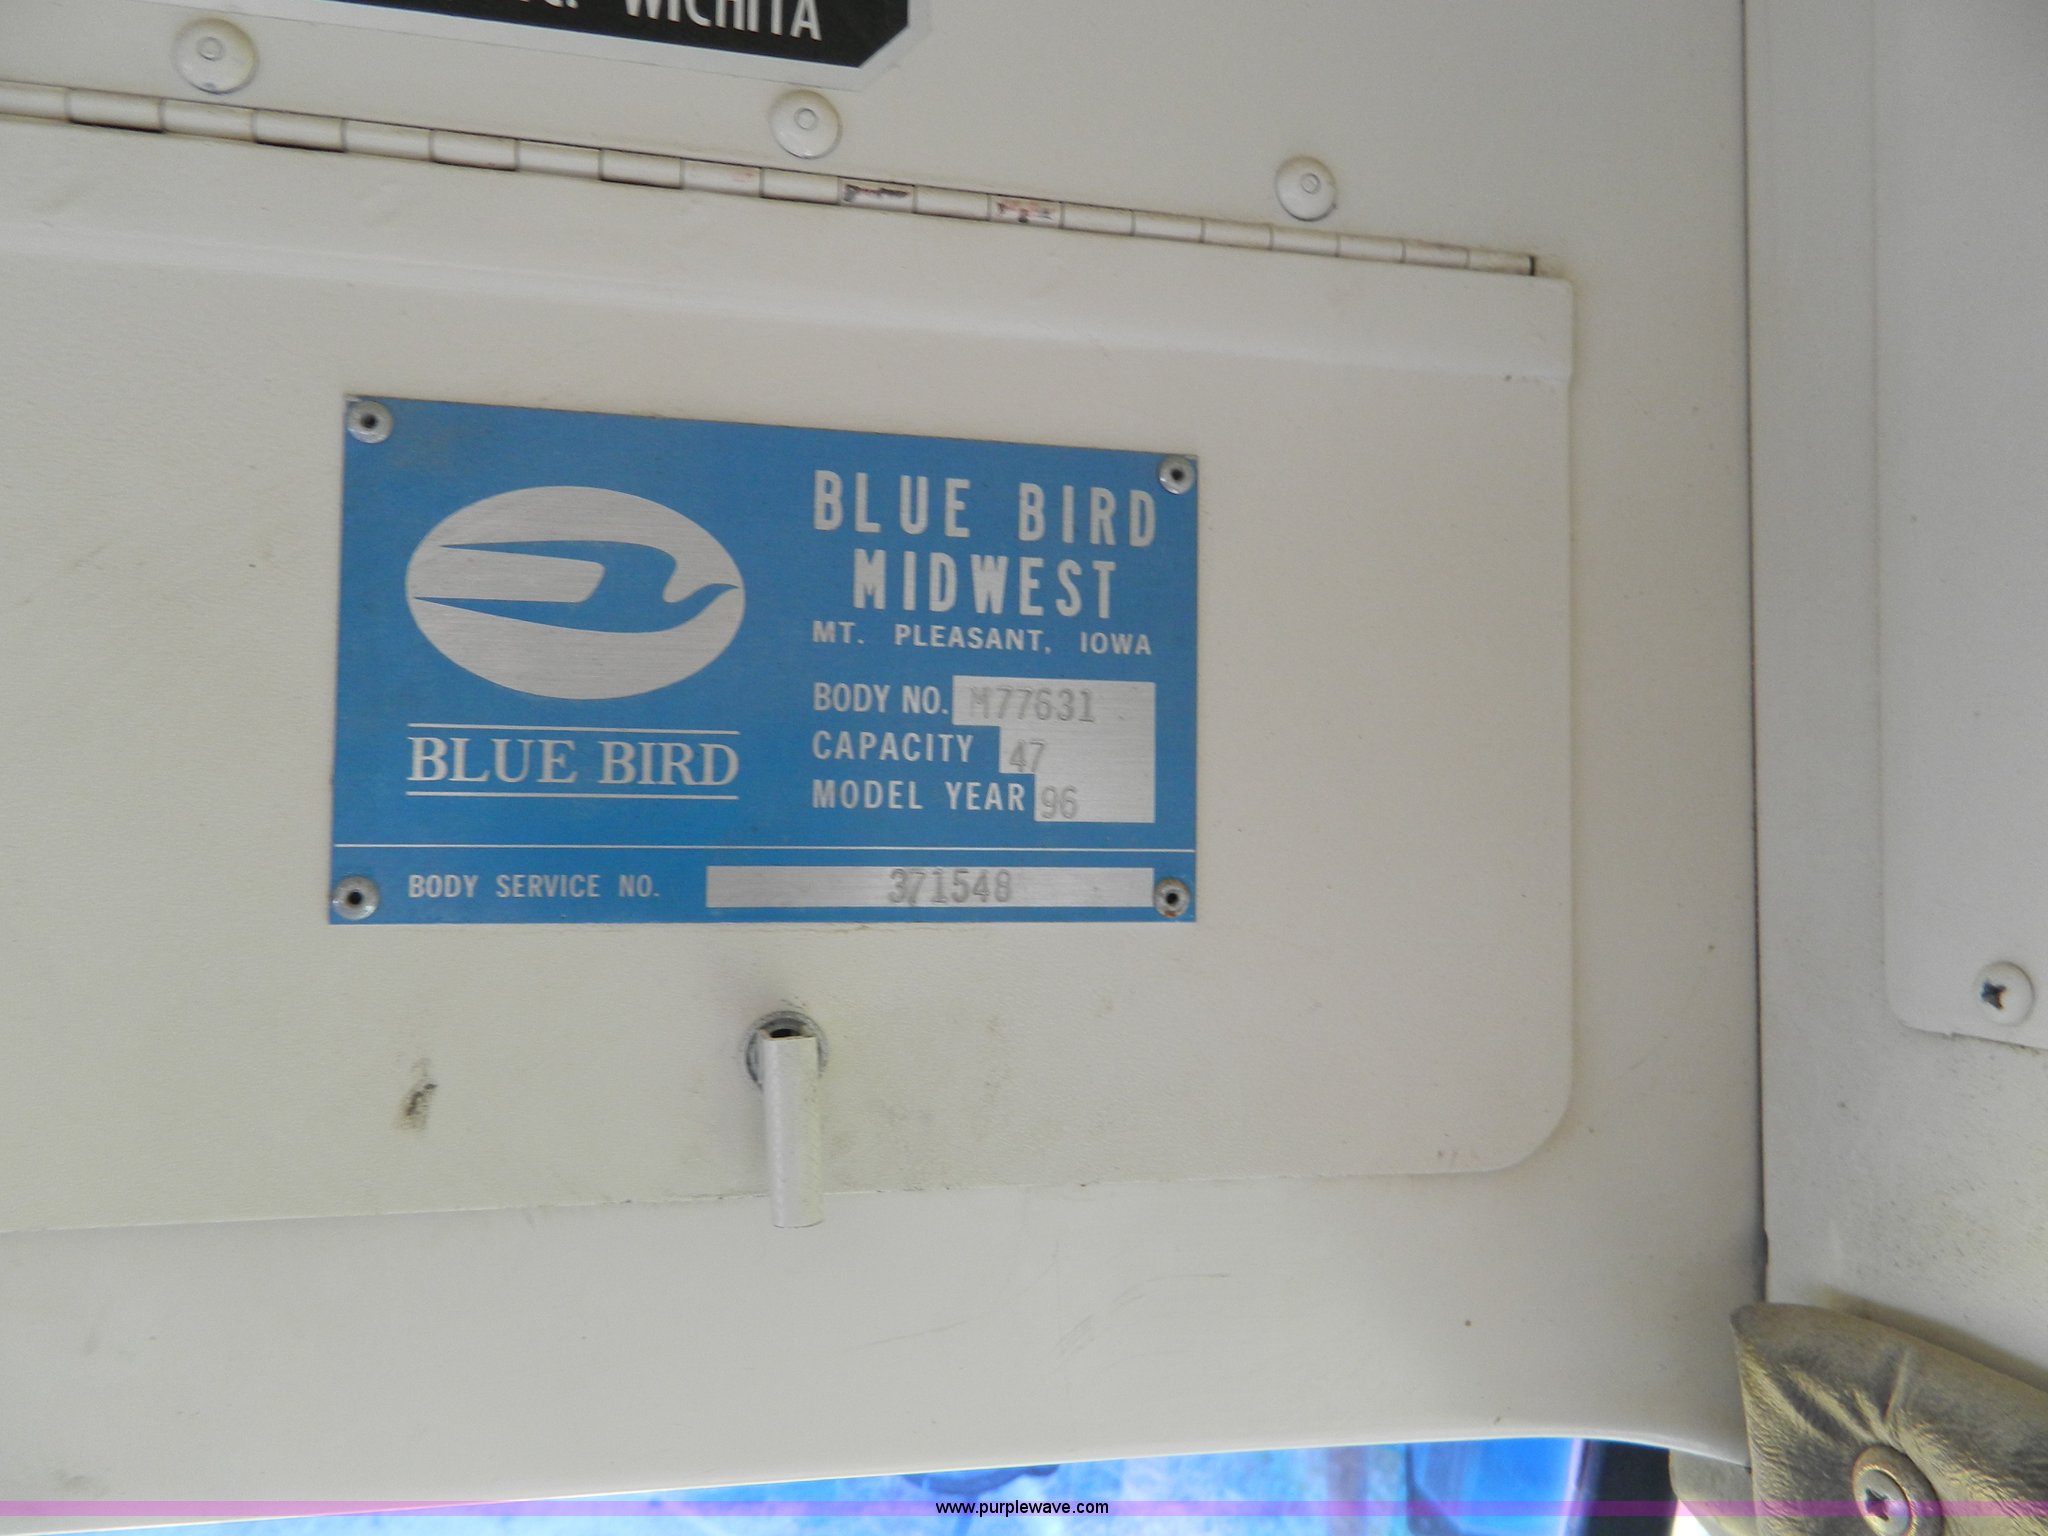 WICHITA
BLUE BIRD
MIDWEST
MT. PLEASANT, IOWA
BODY NO. M77631
CAPACITY 47
MODEL YEAR 96
BLUE BIRD
BODY SERVICE NO. 371548
www.purplewave.com